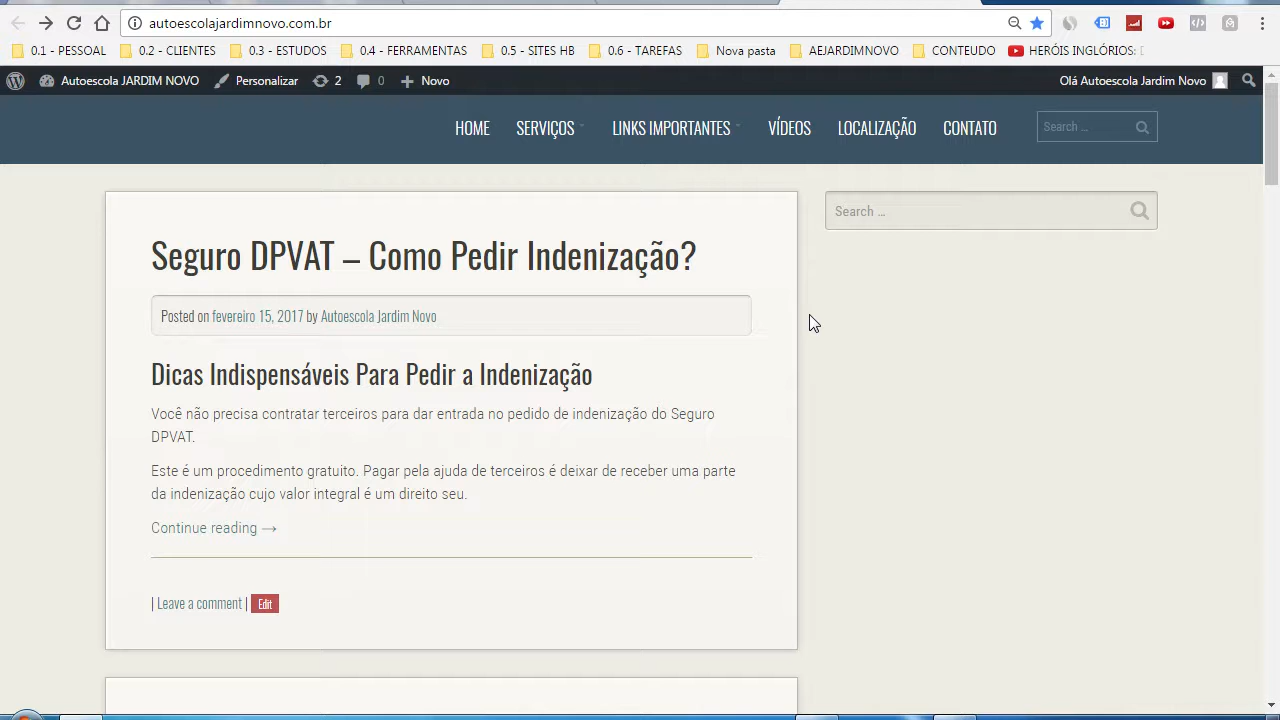 autoescolajardimnovo.com.br
0.1 - PESSOAL 0.2 - CLIENTES 0.3 - ESTUDOS 0.4 - FERRAMENTAS 0.5 - SITES HB 0.6 - TAREFAS Nova pasta AEJARDIMNOVO CONTEUDO HERÓIS INGLÓRIOS:
Autoescola JARDIM NOVO Personalizar 2 0 Novo Olá Autoescola Jardim Novo
HOME SERVIÇOS LINKS IMPORTANTES VÍDEOS LOCALIZAÇÃO CONTATO Search ...
Search ...
Seguro DPVAT – Como Pedir Indenização?
Posted on fevereiro 15, 2017 by Autoescola Jardim Novo
Dicas Indispensáveis Para Pedir a Indenização
Você não precisa contratar terceiros para dar entrada no pedido de indenização do Seguro
DPVAT.
Este é um procedimento gratuito. Pagar pela ajuda de terceiros é deixar de receber uma parte
da indenização cujo valor integral é um direito seu.
Continue reading →
| Leave a comment | Edit